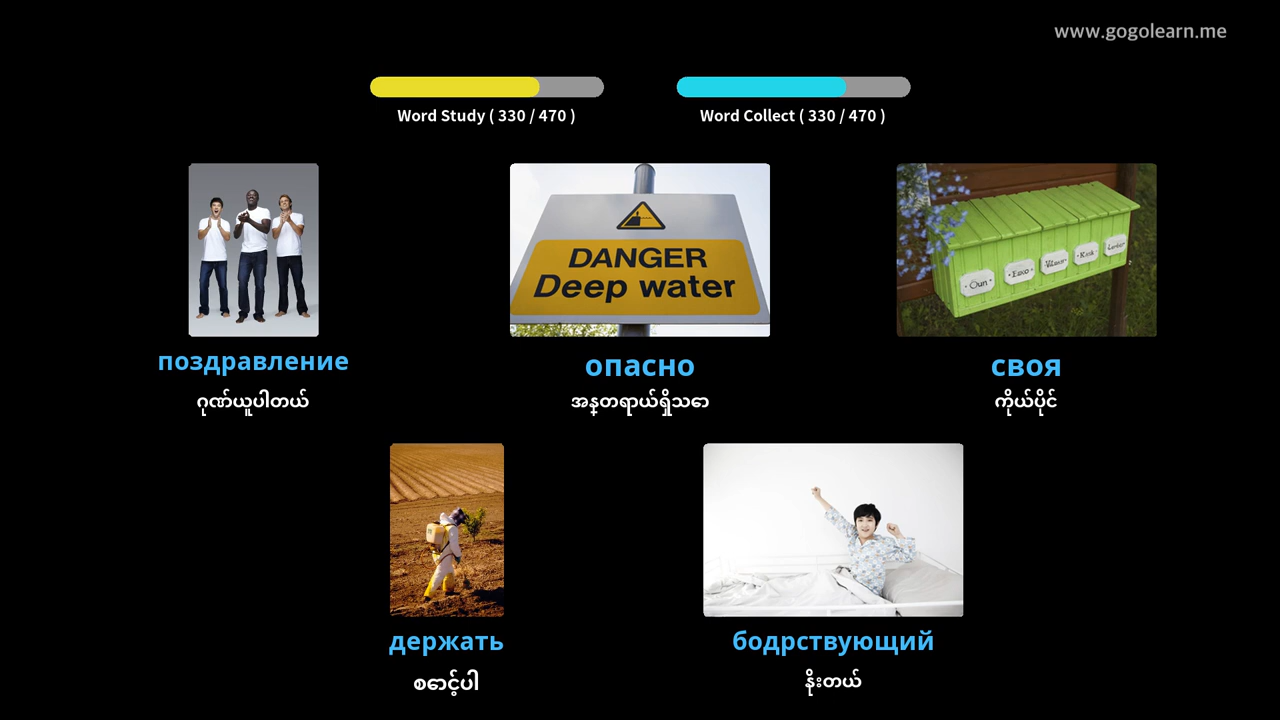 www.gogolearn.me
Word Study ( 330 / 470 )
Word Collect ( 330 / 470 )
DANGER
Deep water
поздравление
ဂုဏ်ယူပါတယ်
опасно
အန္တရာယ်ရှိသော
своя
ကိုယ်ပိုင်
держать
စောင့်ပါ
бодрствующий
နိုးတယ်